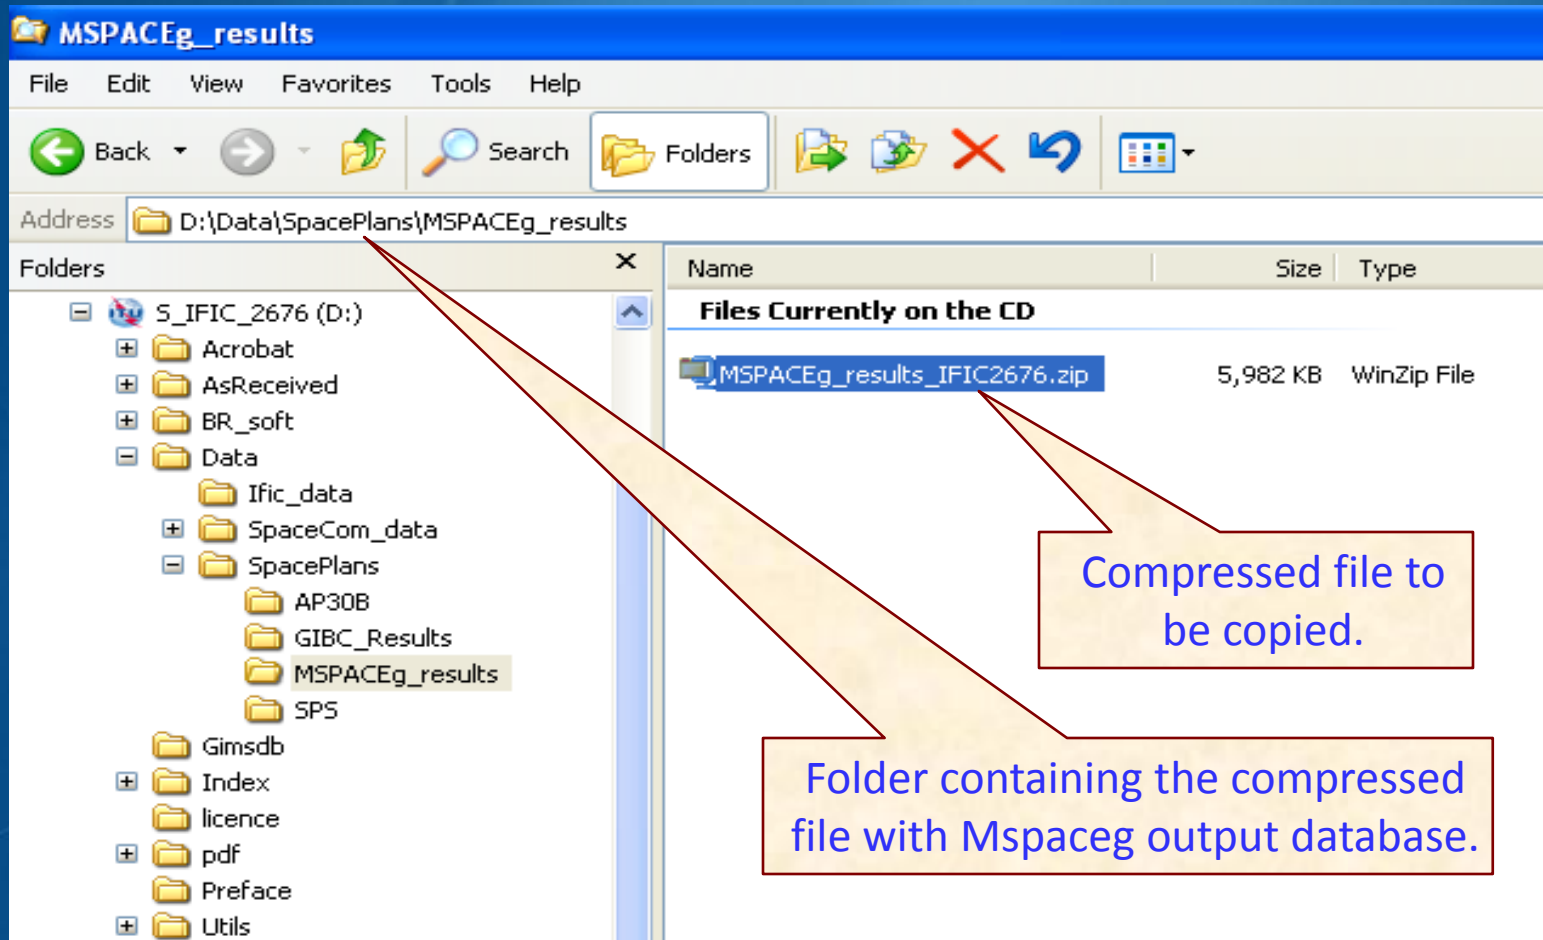 MSPACEg_results
File Edit View Favorites Tools Help
Back Search Folders
Address D:\Data\SpacePlans\MSPACEg_results
Folders
Name Size Type
S_IFIC_2676 (D:)
Acrobat
AsReceived
BR_soft
Data
Ific_data
SpaceCom_data
SpacePlans
AP30B
GIBC_Results
MSPACEg_results
SPS
Gimsdb
Index
licence
pdf
Preface
Utils
Files Currently on the CD
MSPACEg_results_IFIC2676.zip 5,982 KB WinZip File
Compressed file to
be copied.
Folder containing the compressed
file with Mspaceg output database.